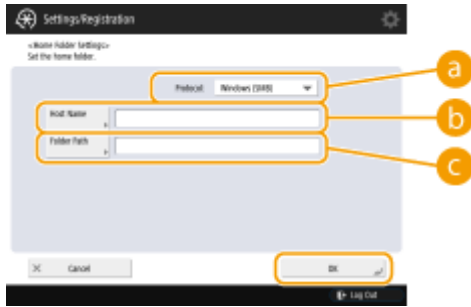 Settings/Registration
<Home Folder Settings>
Set the home folder.
Protocol: Windows (SMB)
a
Host Name
b
Folder Path
c
Cancel
OK
Log Out